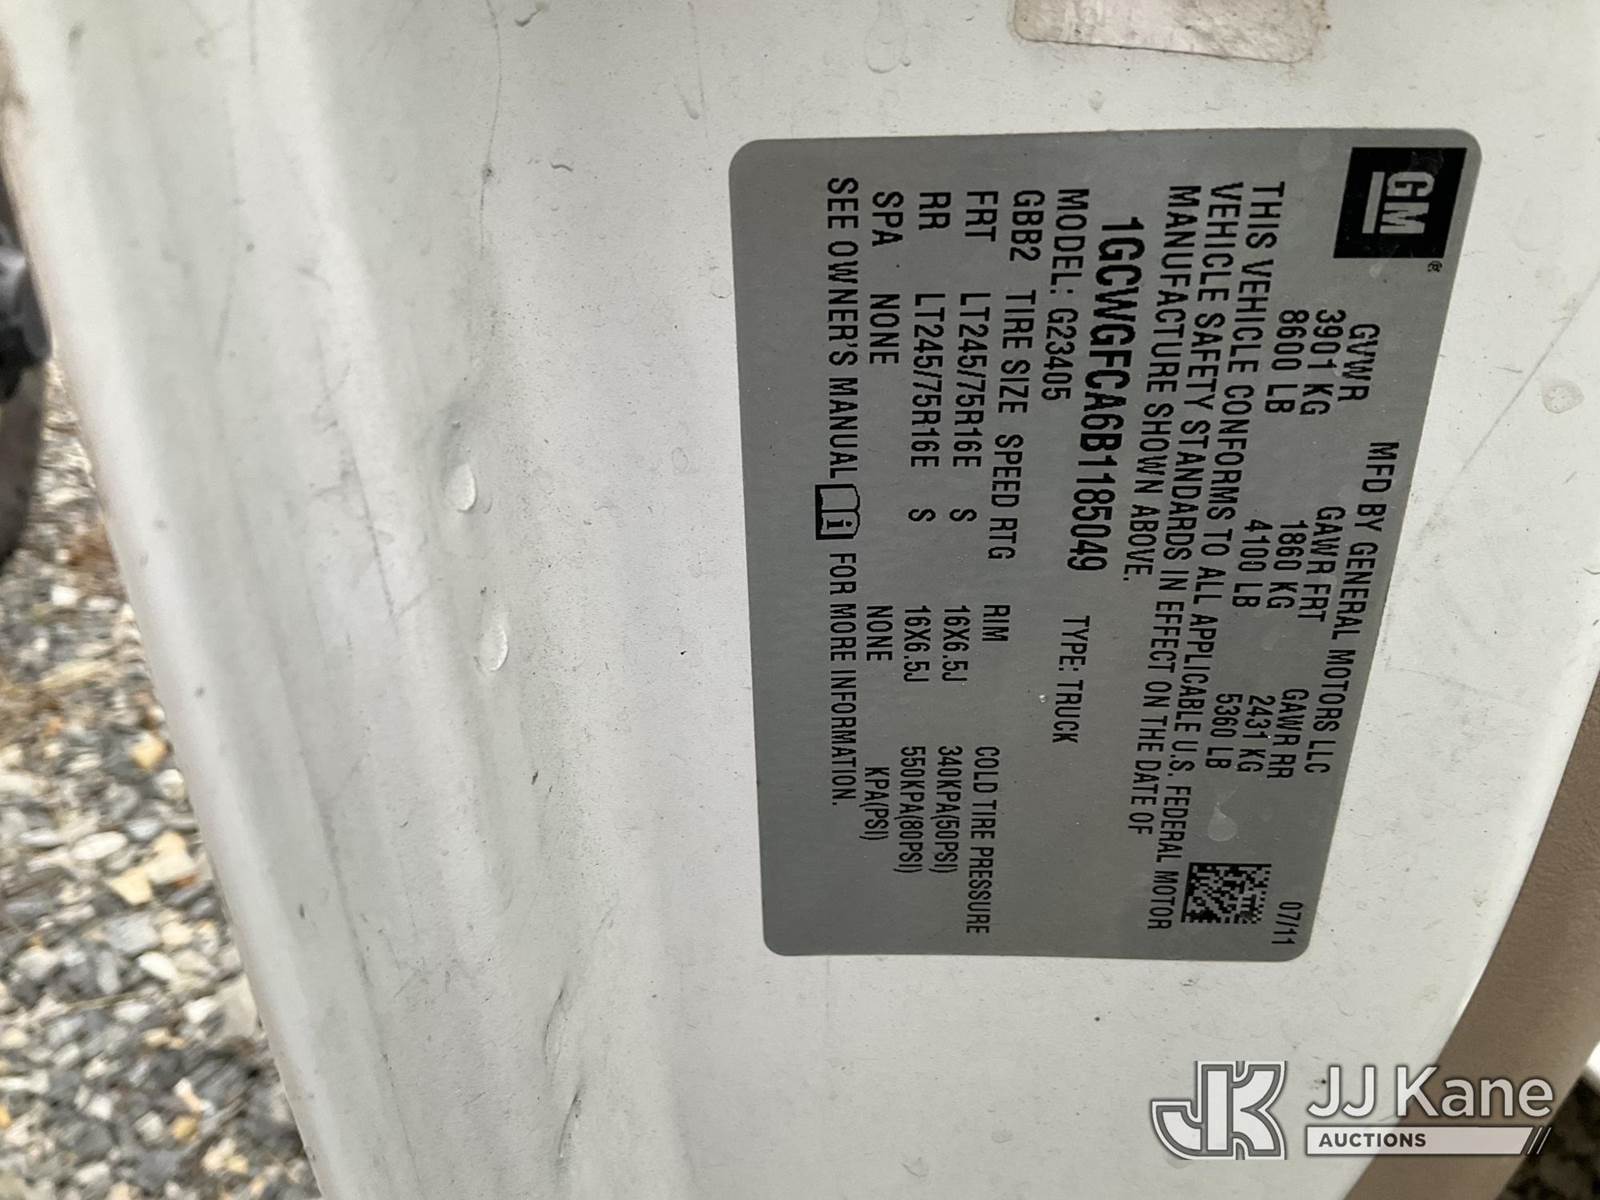 GM®
MFD BY GENERAL MOTORS LLC
07/11
GVWR GAWR FRT GAWR RR
3901 KG 1860 KG 2431 KG
8600 LB 4100 LB 5360 LB
THIS VEHICLE CONFORMS TO ALL APPLICABLE U.S. FEDERAL MOTOR
VEHICLE SAFETY STANDARDS IN EFFECT ON THE DATE OF
MANUFACTURE SHOWN ABOVE.
1GCWGFCA6B1185049 TYPE: TRUCK
MODEL: G23405
GBB2 TIRE SIZE SPEED RTG RIM COLD TIRE PRESSURE
FRT LT245/75R16E S 16X6.5J 340KPA(50PSI)
RR LT245/75R16E S 16X6.5J 550KPA(80PSI)
SPA NONE NONE KPA(PSI)
SEE OWNER'S MANUAL i FOR MORE INFORMATION.
JK JJ Kane
AUCTIONS